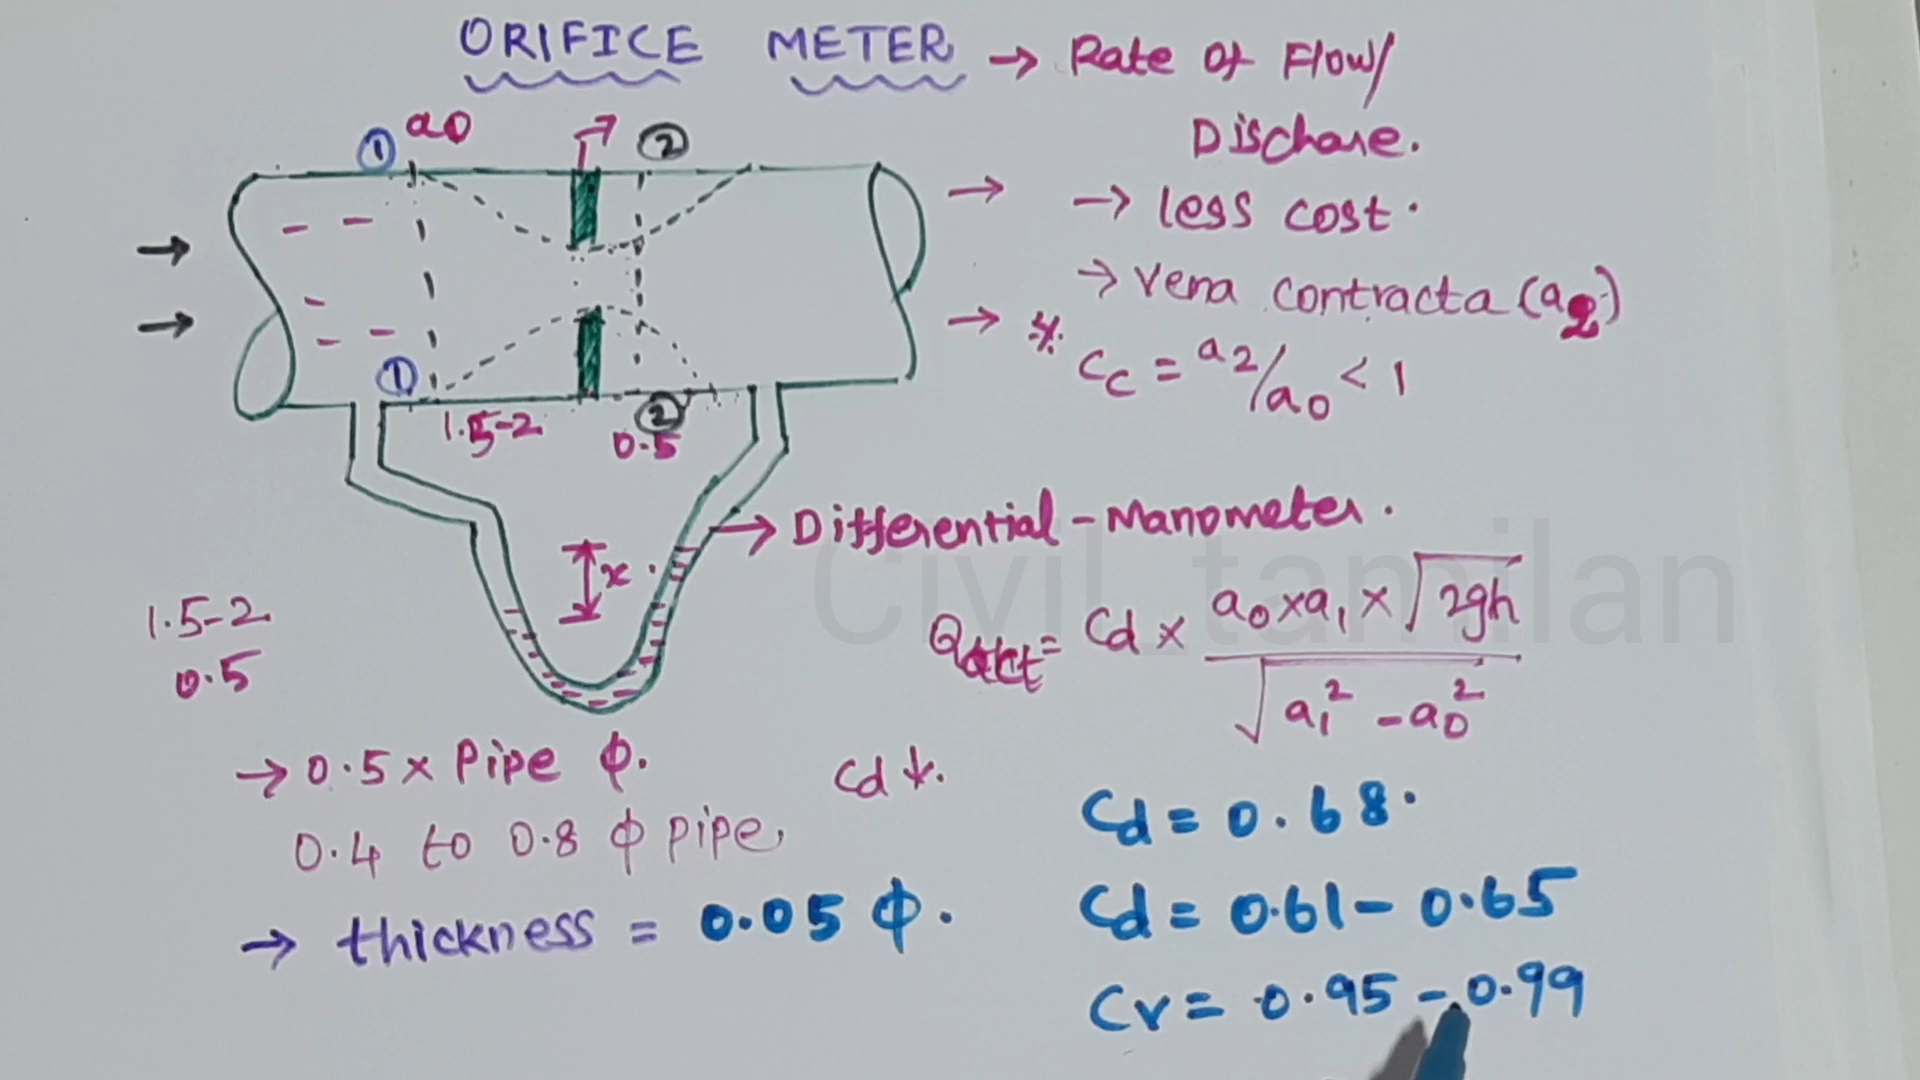 ORIFICE METER → Rate of Flow/
Dischare.
① a0 ②
→ less cost.
→ Vena contracta (a2)
* Cc = a2/a0 < 1
① 1.5-2 ② 0.5
→ Differential - Manometer.
x
1.5-2
0.5
Qact = Cd × a0×a1×√2gh / √a1² - a0²
→ 0.5 × Pipe ϕ.
Cd ↓.
0.4 to 0.8 ϕ pipe,
→ thickness = 0.05 ϕ.
Cd = 0.68.
Cd = 0.61 - 0.65
Cv = 0.95 - 0.99
Civil tamilan